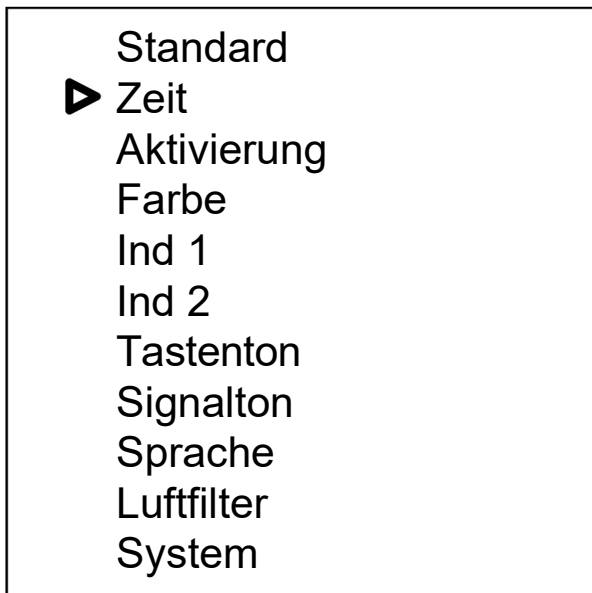 Standard
Zeit
Aktivierung
Farbe
Ind 1
Ind 2
Tastenton
Signalton
Sprache
Luftfilter
System